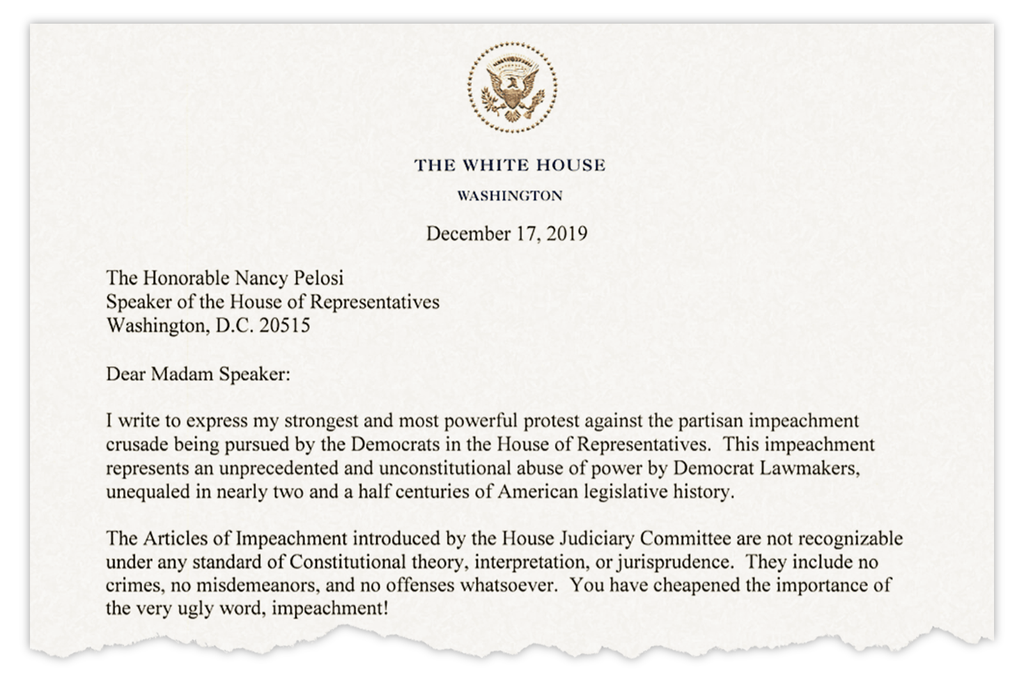 THE WHITE HOUSE
WASHINGTON
December 17, 2019
The Honorable Nancy Pelosi
Speaker of the House of Representatives
Washington, D.C. 20515
Dear Madam Speaker:
I write to express my strongest and most powerful protest against the partisan impeachment
crusade being pursued by the Democrats in the House of Representatives.  This impeachment
represents an unprecedented and unconstitutional abuse of power by Democrat Lawmakers,
unequaled in nearly two and a half centuries of American legislative history.
The Articles of Impeachment introduced by the House Judiciary Committee are not recognizable
under any standard of Constitutional theory, interpretation, or jurisprudence.  They include no
crimes, no misdemeanors, and no offenses whatsoever.  You have cheapened the importance of
the very ugly word, impeachment!